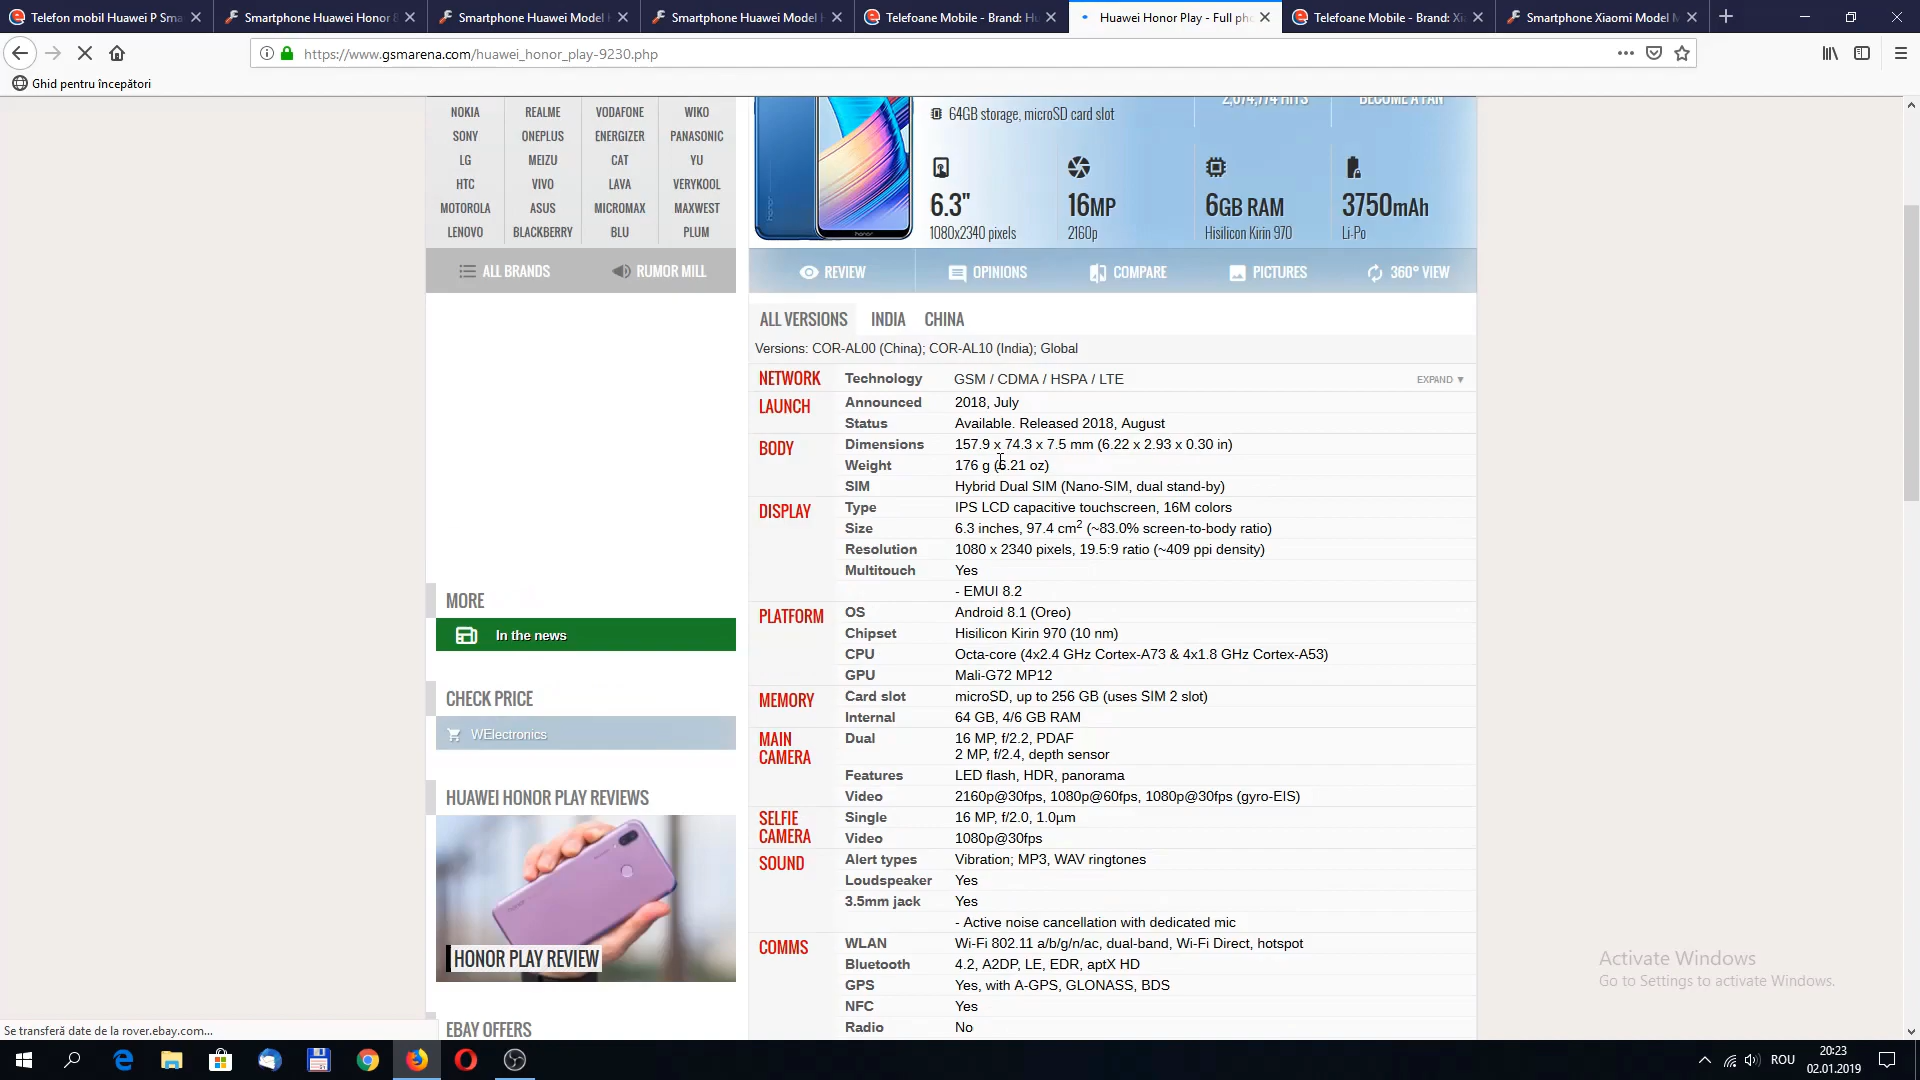 Telefon mobil Huawei P Sma
Smartphone Huawei Honor 8
Smartphone Huawei Model
Smartphone Huawei Model
Telefoane Mobile - Brand: Hu
Huawei Honor Play - Full pho
Telefoane Mobile - Brand: Xi
Smartphone Xiaomi Model M
https://www.gsmarena.com/huawei_honor_play-9230.php
Ghid pentru începători
NOKIA REALME VODAFONE WIKO
SONY ONEPLUS ENERGIZER PANASONIC
LG MEIZU CAT YU
HTC VIVO LAVA VERYKOOL
MOTOROLA ASUS MICROMAX MAXWEST
LENOVO BLACKBERRY BLU PLUM
ALL BRANDS RUMOR MILL
2,074,774 HITS BECOME A FAN
64GB storage, microSD card slot
6.3" 16MP 6GB RAM 3750mAh
1080x2340 pixels 2160p Hisilicon Kirin 970 Li-Po
REVIEW OPINIONS COMPARE PICTURES 360° VIEW
ALL VERSIONS INDIA CHINA
Versions: COR-AL00 (China); COR-AL10 (India); Global
NETWORK Technology GSM / CDMA / HSPA / LTE EXPAND ▼
LAUNCH Announced 2018, July
Status Available. Released 2018, August
BODY Dimensions 157.9 x 74.3 x 7.5 mm (6.22 x 2.93 x 0.30 in)
Weight 176 g (6.21 oz)
SIM Hybrid Dual SIM (Nano-SIM, dual stand-by)
DISPLAY Type IPS LCD capacitive touchscreen, 16M colors
Size 6.3 inches, 97.4 cm2 (~83.0% screen-to-body ratio)
Resolution 1080 x 2340 pixels, 19.5:9 ratio (~409 ppi density)
Multitouch Yes
- EMUI 8.2
PLATFORM OS Android 8.1 (Oreo)
Chipset Hisilicon Kirin 970 (10 nm)
CPU Octa-core (4x2.4 GHz Cortex-A73 & 4x1.8 GHz Cortex-A53)
GPU Mali-G72 MP12
MEMORY Card slot microSD, up to 256 GB (uses SIM 2 slot)
Internal 64 GB, 4/6 GB RAM
MAIN CAMERA Dual 16 MP, f/2.2, PDAF
2 MP, f/2.4, depth sensor
Features LED flash, HDR, panorama
Video 2160p@30fps, 1080p@60fps, 1080p@30fps (gyro-EIS)
SELFIE CAMERA Single 16 MP, f/2.0, 1.0µm
Video 1080p@30fps
SOUND Alert types Vibration; MP3, WAV ringtones
Loudspeaker Yes
3.5mm jack Yes
- Active noise cancellation with dedicated mic
COMMS WLAN Wi-Fi 802.11 a/b/g/n/ac, dual-band, Wi-Fi Direct, hotspot
Bluetooth 4.2, A2DP, LE, EDR, aptX HD
GPS Yes, with A-GPS, GLONASS, BDS
NFC Yes
Radio No
MORE
In the news
CHECK PRICE
WElectronics
HUAWEI HONOR PLAY REVIEWS
honor
HONOR PLAY REVIEW
EBAY OFFERS
Activate Windows
Go to Settings to activate Windows.
Se transferă date de la rover.ebay.com...
ROU
20:23
02.01.2019